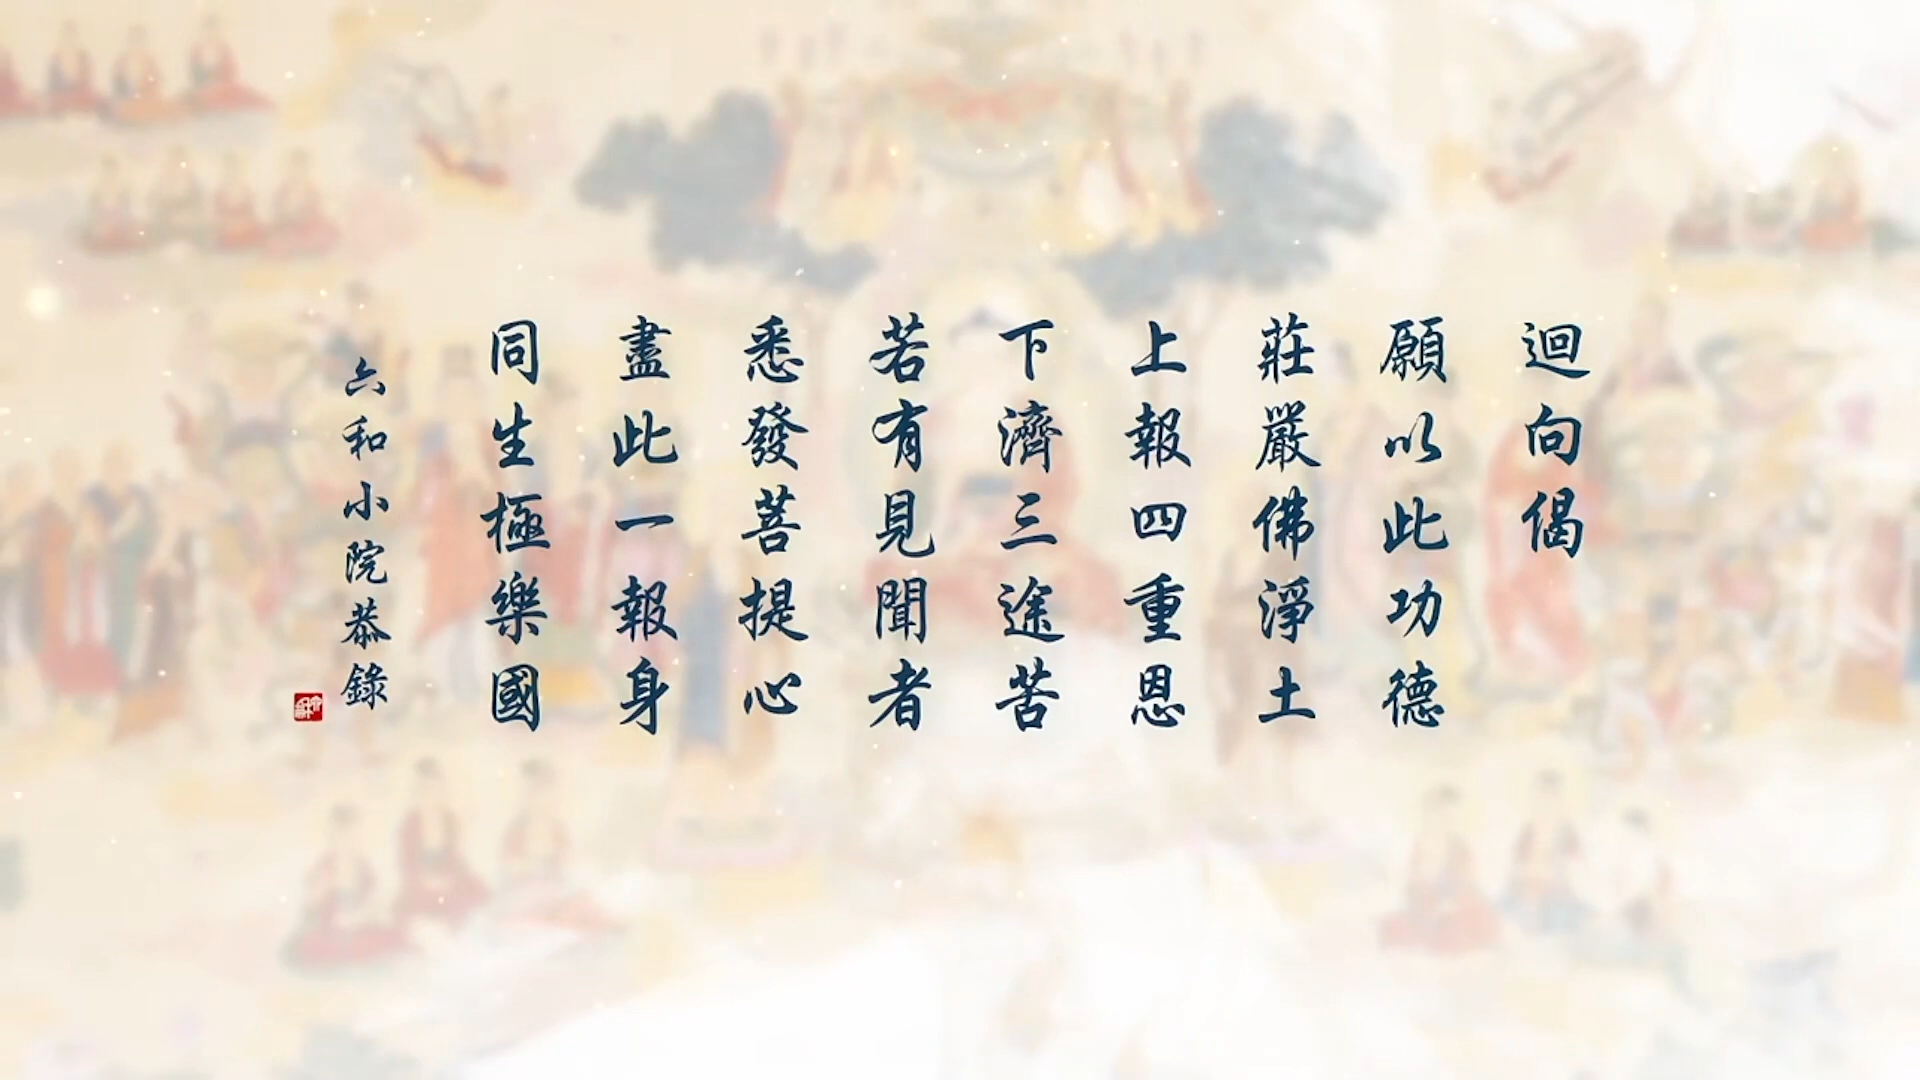 迴向偈
願以此功德
莊嚴佛淨土
上報四重恩
下濟三途苦
若有見聞者
悉發菩提心
盡此一報身
同生極樂國
六和小院恭錄